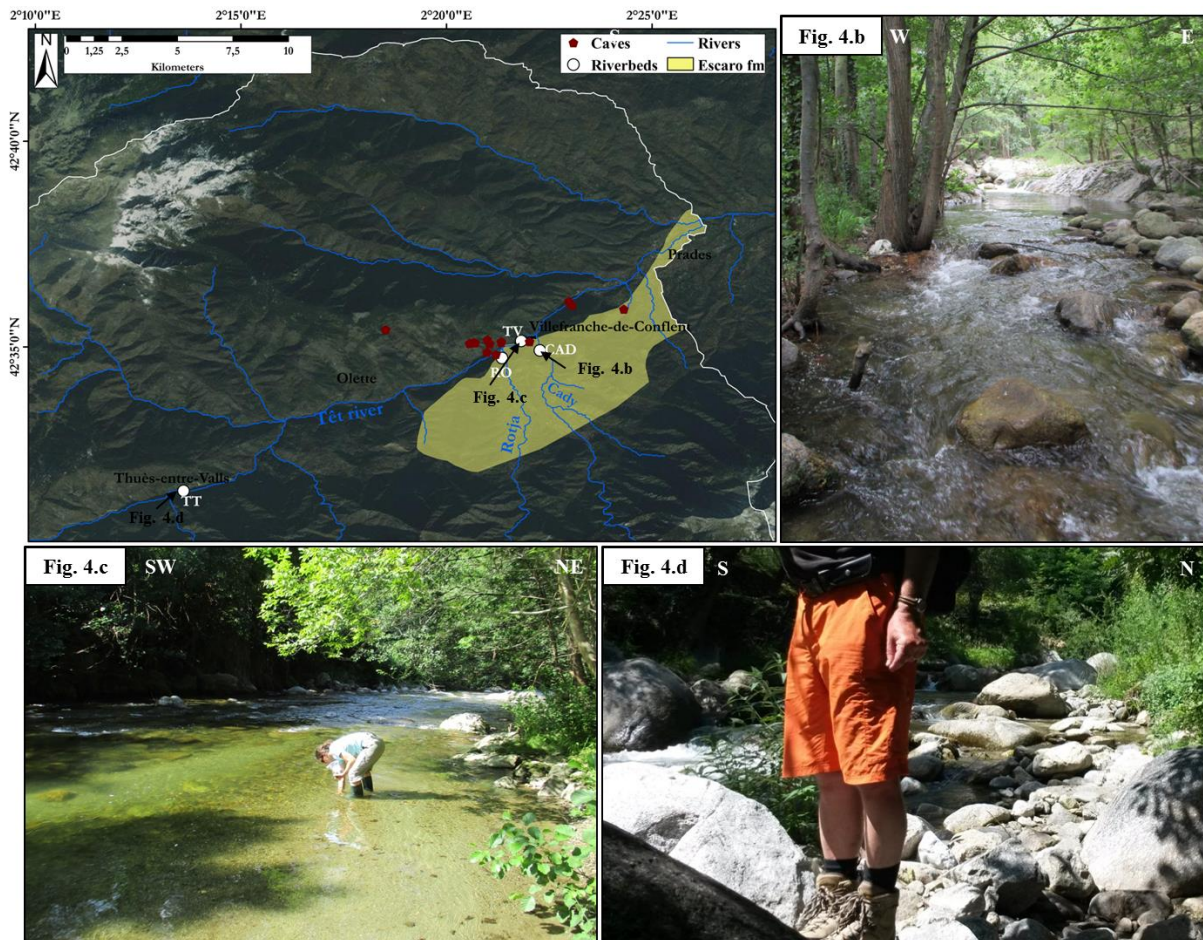 2°10'0"E
2°15'0"E
2°20'0"E
2°25'0"E
N
0 1,25 2,5 5 7,5 10
Kilometers
S
Caves
Rivers
Riverbeds
Escaro fm
42°40'0"N
42°35'0"N
Prades
TV
Villefranche-de-Conflent
CAD
RO
Fig. 4.b
Olette
Fig. 4.c
Cady
Têt river
Rotja
Thuès-entre-Valls
TT
Fig. 4.d
Fig. 4.b
W
E
Fig. 4.c
SW
NE
Fig. 4.d
S
N